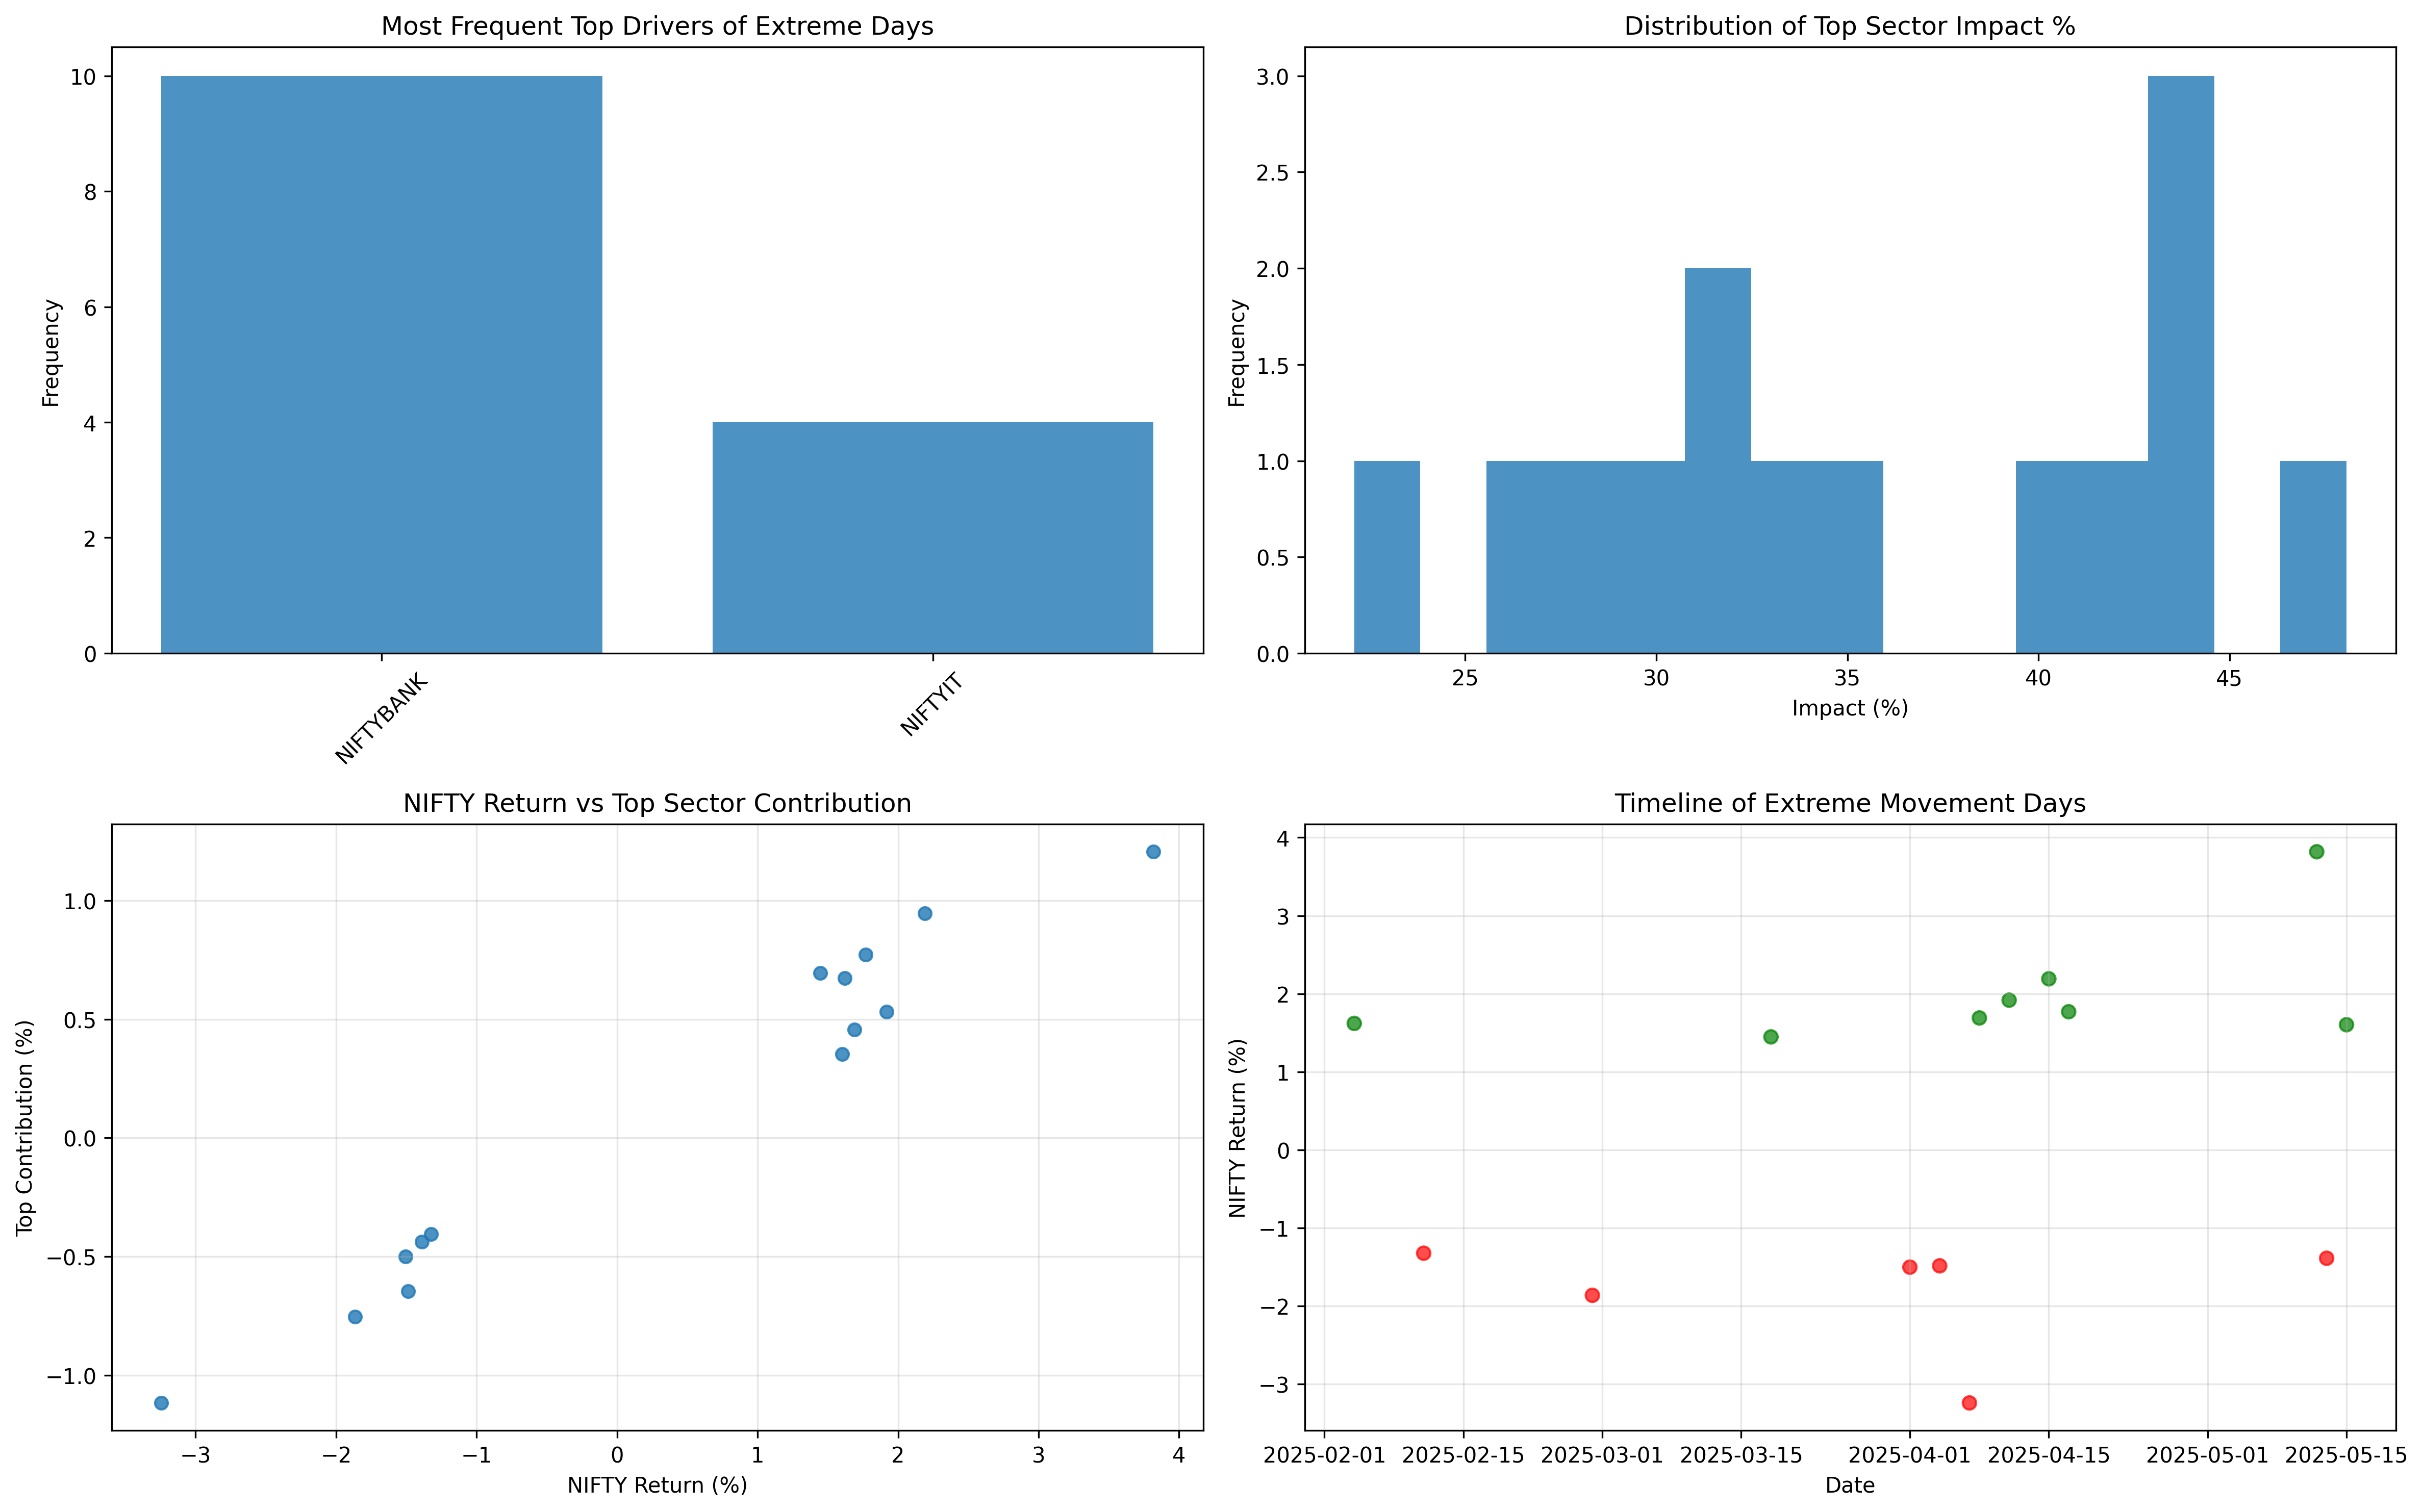 Most Frequent Top Drivers of Extreme Days
10
8
6
4
2
0
Frequency
NIFTYBANK
NIFTYIT
Distribution of Top Sector Impact %
3.0
2.5
2.0
1.5
1.0
0.5
0.0
Frequency
25 30 35 40 45
Impact (%)
NIFTY Return vs Top Sector Contribution
1.0
0.5
0.0
−0.5
−1.0
Top Contribution (%)
−3 −2 −1 0 1 2 3 4
NIFTY Return (%)
Timeline of Extreme Movement Days
4
3
2
1
0
−1
−2
−3
NIFTY Return (%)
2025-02-01 2025-02-15 2025-03-01 2025-03-15 2025-04-01 2025-04-15 2025-05-01 2025-05-15
Date